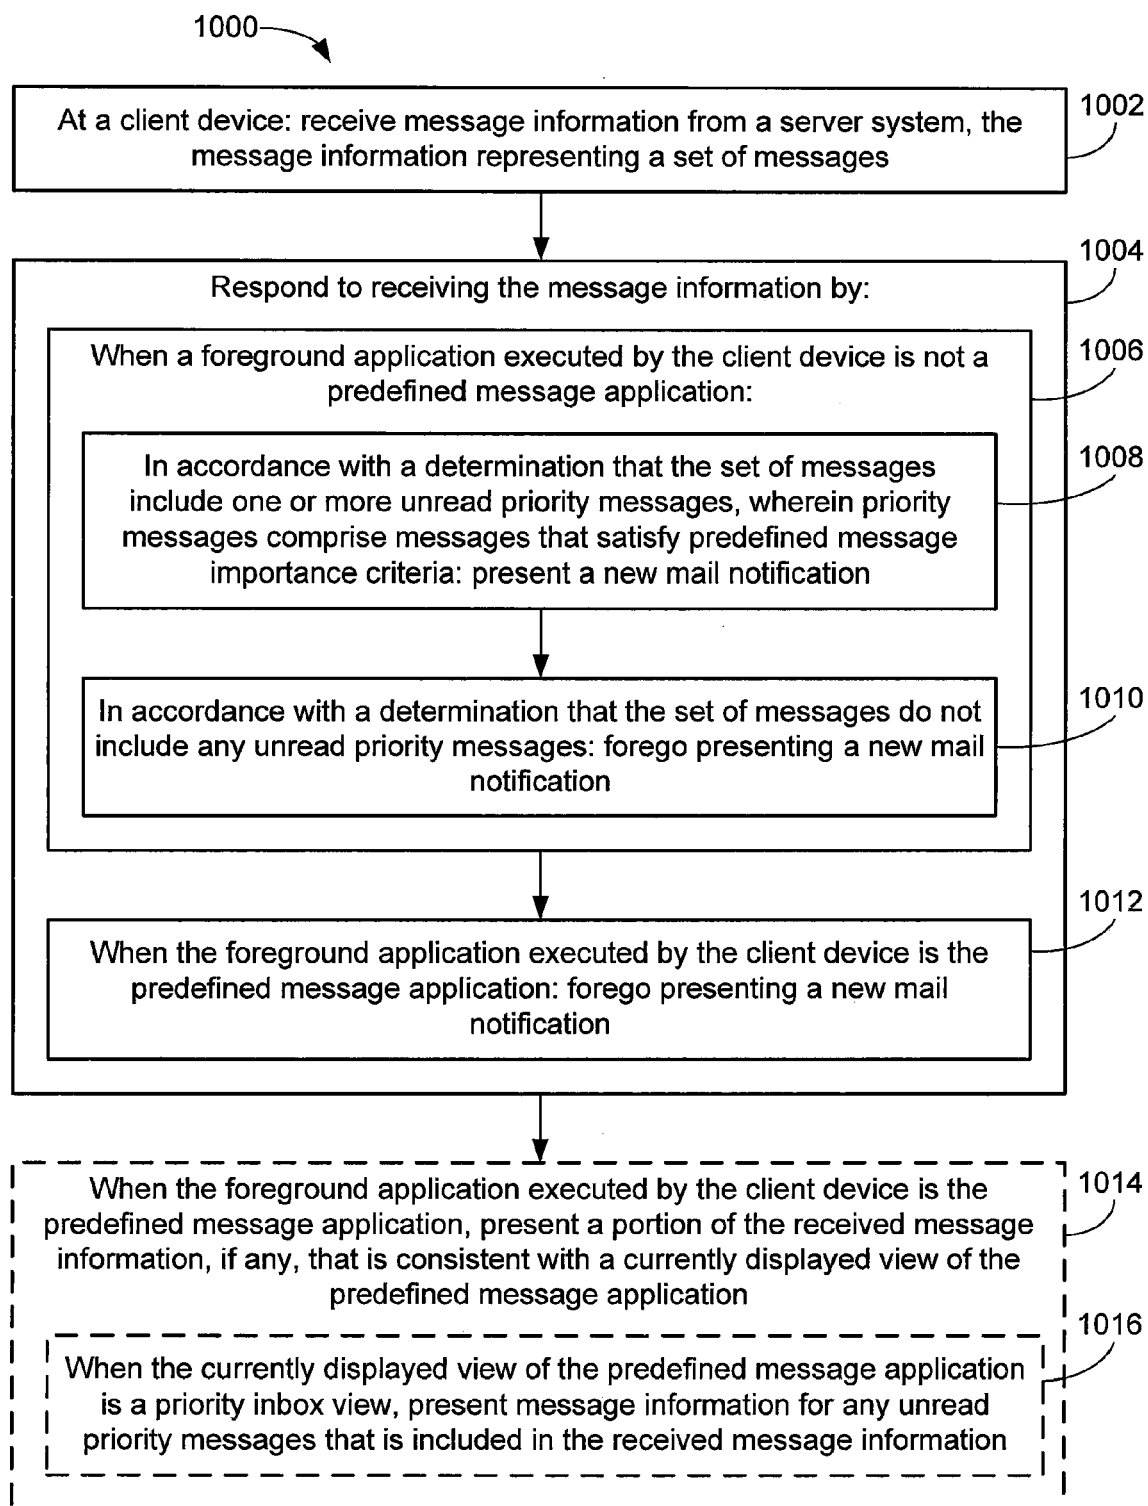 1000
At a client device: receive message information from a server system, the
message information representing a set of messages
1002
1004
Respond to receiving the message information by:
When a foreground application executed by the client device is not a
predefined message application:
1006
In accordance with a determination that the set of messages
include one or more unread priority messages, wherein priority
messages comprise messages that satisfy predefined message
importance criteria: present a new mail notification
1008
In accordance with a determination that the set of messages do not
include any unread priority messages: forego presenting a new mail
notification
1010
1012
When the foreground application executed by the client device is the
predefined message application: forego presenting a new mail
notification
When the foreground application executed by the client device is the
predefined message application, present a portion of the received message
information, if any, that is consistent with a currently displayed view of the
predefined message application
1014
1016
When the currently displayed view of the predefined message application
is a priority inbox view, present message information for any unread
priority messages that is included in the received message information